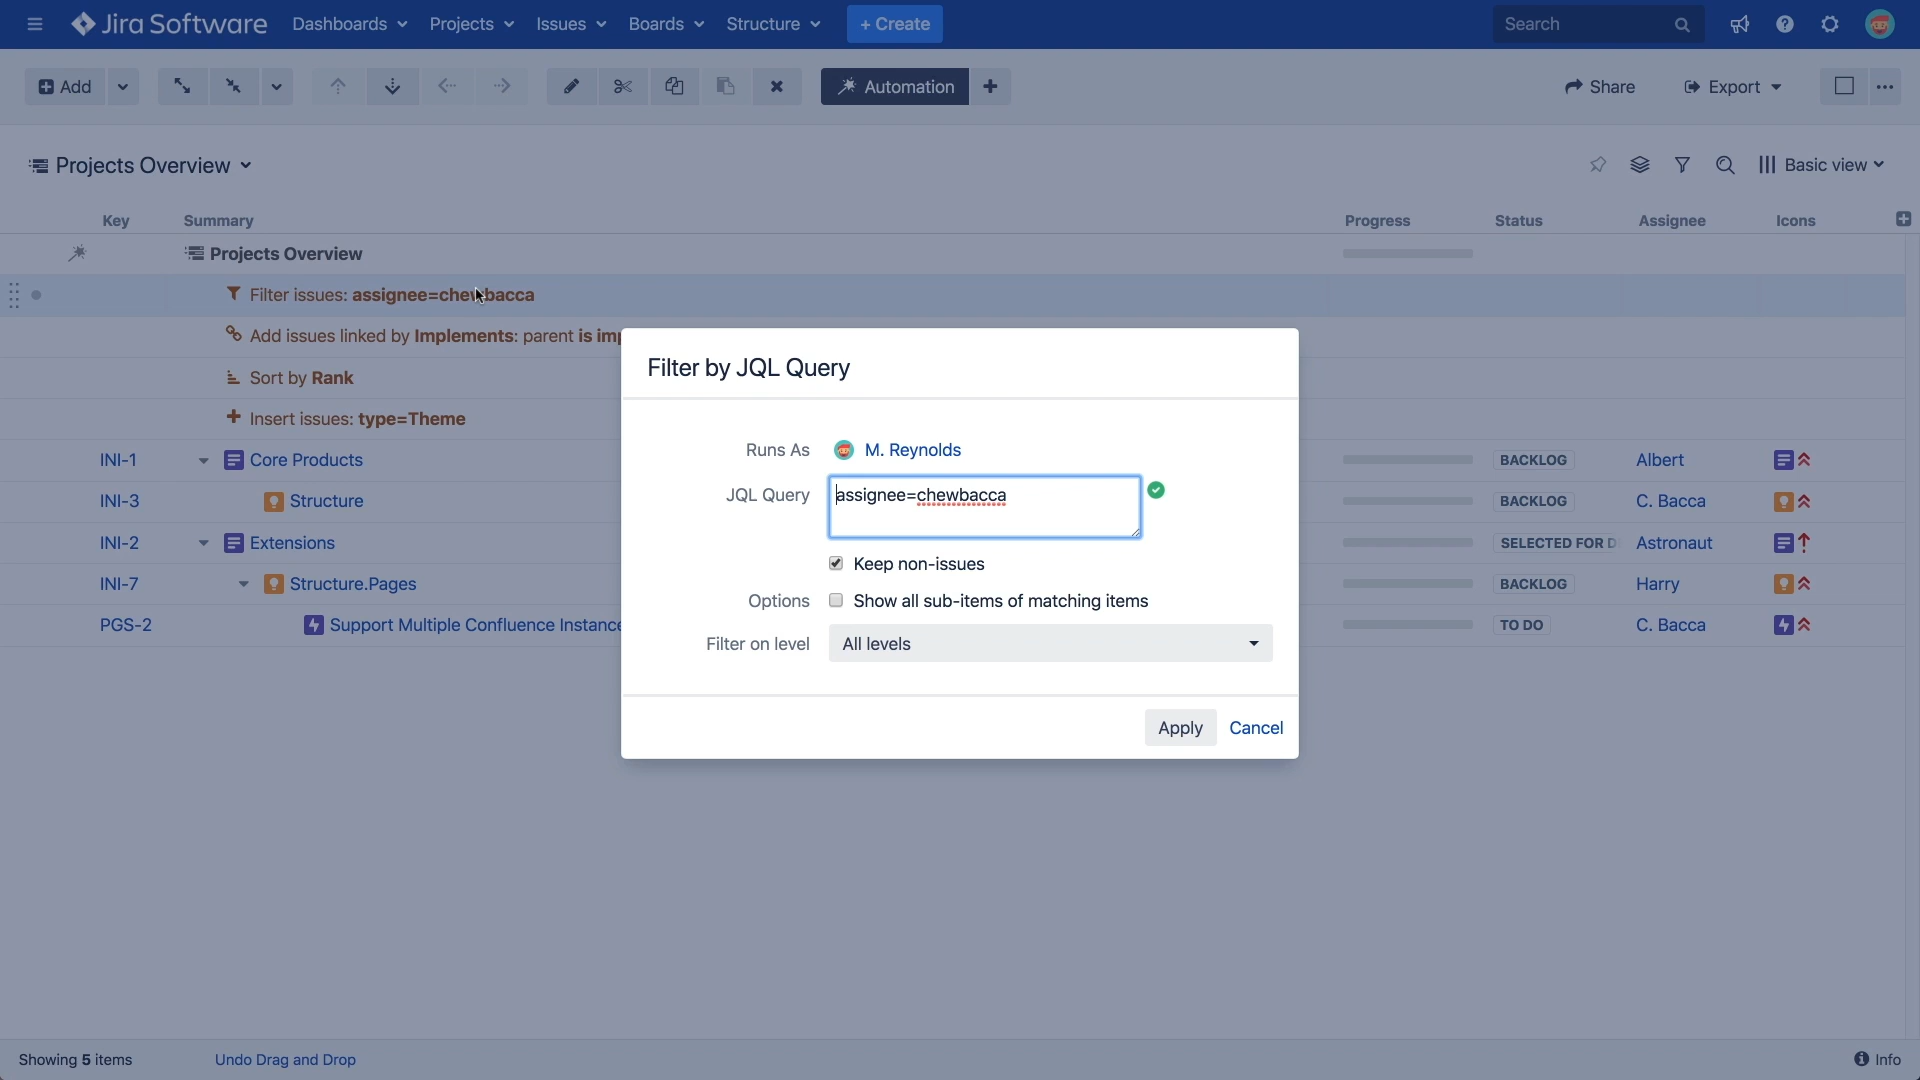 Jira Software Dashboards Projects Issues Boards Structure + Create Search
Add Automation Share Export
Projects Overview Basic view
Key Summary Progress Status Assignee Icons
Projects Overview
Filter issues: assignee=chewbacca
Add issues linked by Implements: parent is
Sort by Rank
Insert issues: type=Theme
INI-1 Core Products BACKLOG Albert
INI-3 Structure BACKLOG C. Bacca
INI-2 Extensions SELECTED FOR Astronaut
INI-7 Structure.Pages BACKLOG Harry
PGS-2 Support Multiple Confluence Instance TO DO C. Bacca
Filter by JQL Query
Runs As M. Reynolds
JQL Query assignee=chewbacca
Keep non-issues
Options Show all sub-items of matching items
Filter on level All levels
Apply Cancel
Showing 5 items Undo Drag and Drop Info